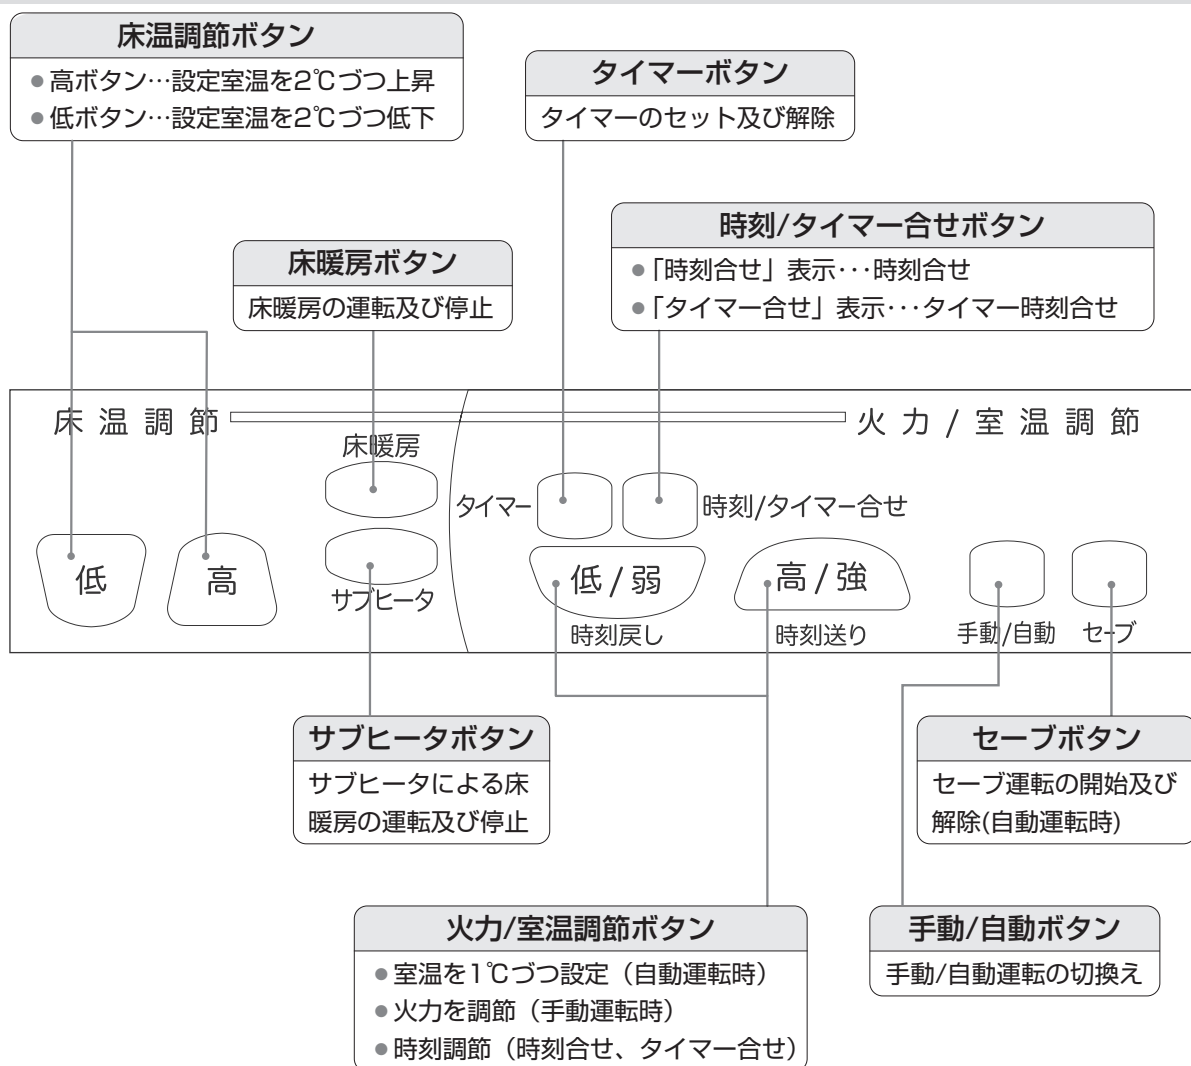 床温調節ボタン
●高ボタン…設定室温を2℃づつ上昇
●低ボタン…設定室温を2℃づつ低下
タイマーボタン
タイマーのセット及び解除
時刻/タイマー合せボタン
●「時刻合せ」表示･･･時刻合せ
●「タイマー合せ」表示･･･タイマー時刻合せ
床暖房ボタン
床暖房の運転及び停止
床温調節
火力/室温調節
床暖房
タイマー
時刻/タイマー合せ
低
高
サブヒータ
低/弱
高/強
時刻戻し
時刻送り
手動/自動
セーブ
サブヒータボタン
サブヒータによる床
暖房の運転及び停止
セーブボタン
セーブ運転の開始及び
解除(自動運転時)
火力/室温調節ボタン
●室温を1℃づつ設定（自動運転時）
●火力を調節（手動運転時）
●時刻調節（時刻合せ、タイマー合せ）
手動/自動ボタン
手動/自動運転の切換え